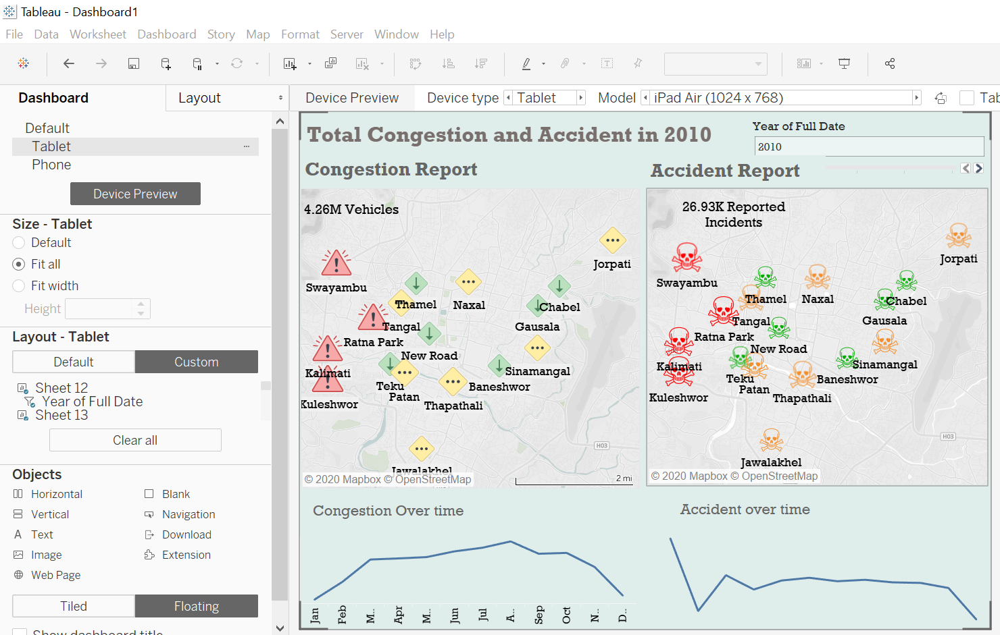 Tableau - Dashboard1
File Data Worksheet Dashboard Story Map Format Server Window Help
Dashboard
Layout
Device Preview
Device type
Tablet
Model
iPad Air (1024 x 768)
Default
Tablet
Phone
Device Preview
Size - Tablet
Default
Fit all
Fit width
Height
Layout - Tablet
Default
Custom
Sheet 12
Year of Full Date
Sheet 13
Clear all
Objects
Horizontal
Blank
Vertical
Navigation
Text
Download
Image
Extension
Web Page
Tiled
Floating
Show dashboard title
Total Congestion and Accident in 2010
Year of Full Date
2010
Congestion Report
4.26M Vehicles
Jorpati
Swayambu
Thamel
Naxal
Chabel
Tangal
Gausala
Ratna Park
New Road
Kalimati
Sinamangal
Teku
Baneshwor
Patan
Kuleshwor
Thapathali
H03
Jawalakhel
© 2020 Mapbox © OpenStreetMap
2 mi
Accident Report
26.93K Reported
Incidents
Jorpati
Swayambu
Thamel
Naxal
Chabel
Tangal
Gausala
Ratna Park
New Road
Kalimati
Sinamangal
Teku
Baneshwor
Patan
Kuleshwor
Thapathali
H03
Jawalakhel
© 2020 Mapbox © OpenStreetMap
Congestion Over time
Jan
Feb
M..
Apr
M..
Jun
Jul
A..
Sep
Oct
N..
D..
Accident over time